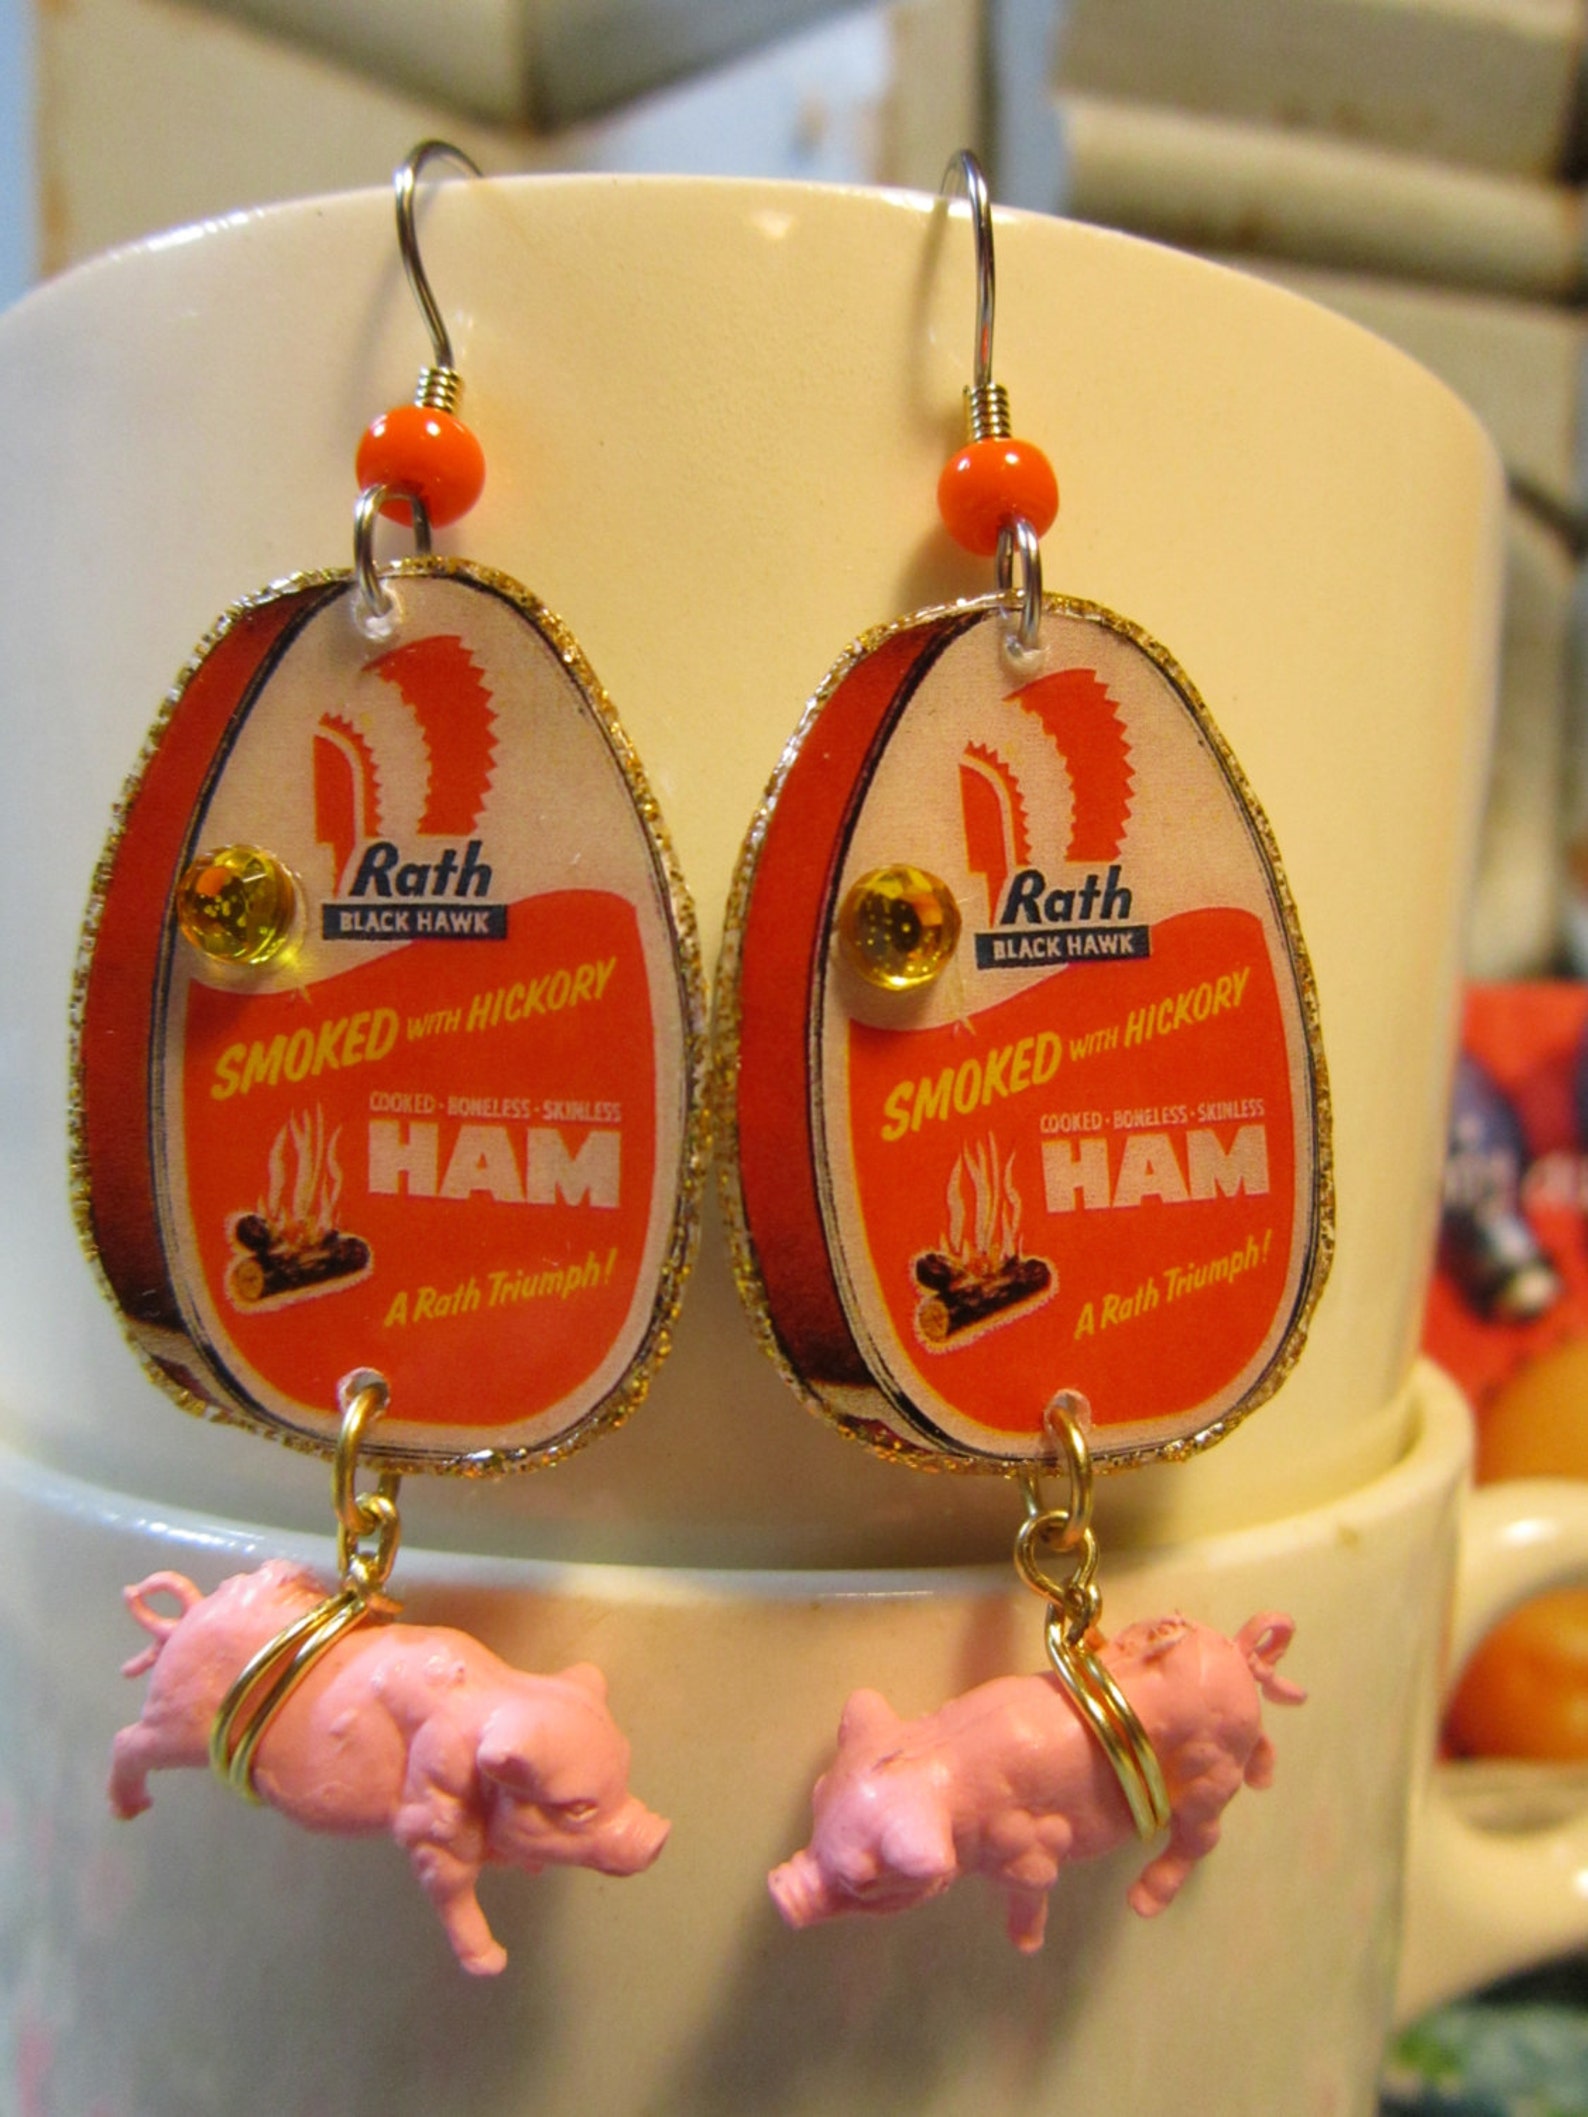 Rath
BLACK HAWK
SMOKED WITH HICKORY
COOKED · BONELESS · SKINLESS
HAM
A Rath Triumph!
Rath
BLACK HAWK
SMOKED WITH HICKORY
COOKED · BONELESS · SKINLESS
HAM
A Rath Triumph!